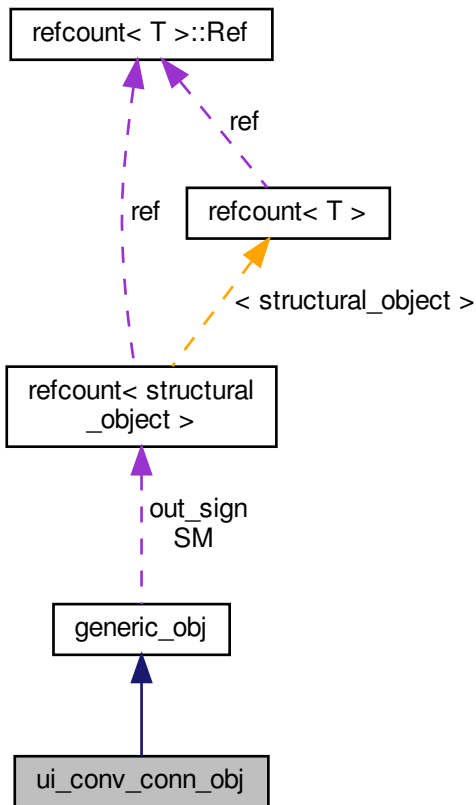 refcount< T >::Ref
ref
ref
refcount< T >
< structural_object >
refcount< structural
_object >
out_sign
SM
generic_obj
ui_conv_conn_obj